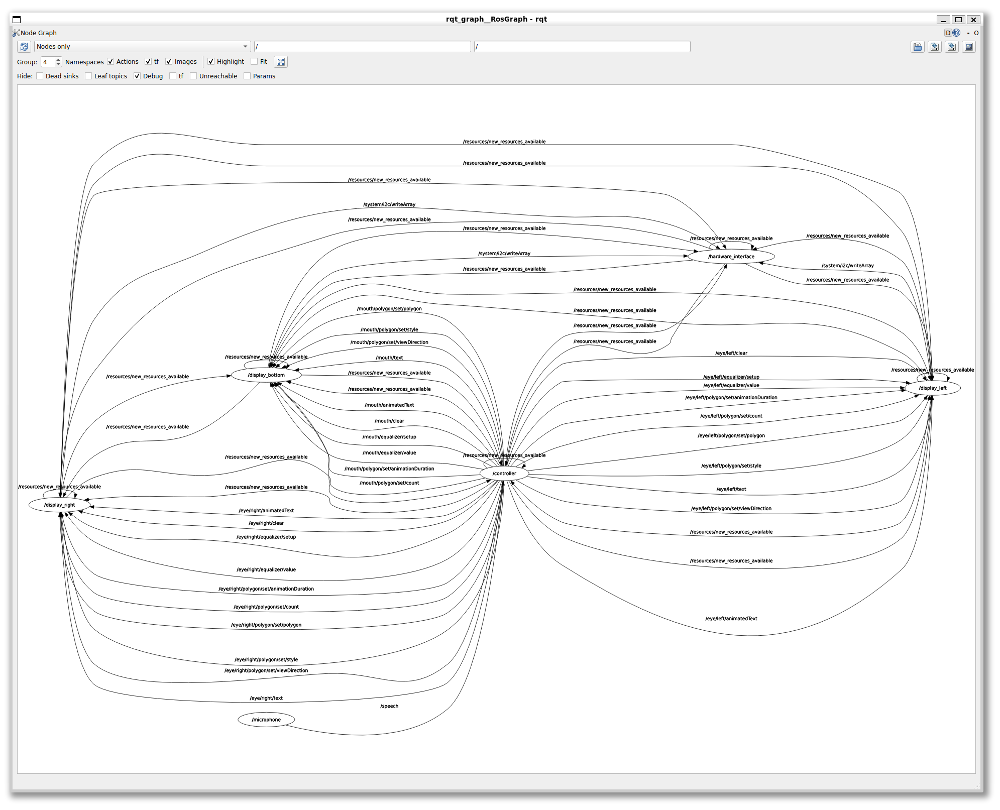 rqt_graph__RosGraph - rqt
Node Graph
D ? - O
Nodes only
/
/
Group: 4 Namespaces Actions tf Images Highlight Fit
Hide: Dead sinks Leaf topics Debug tf Unreachable Params
/resources/new_resources_available
/resources/new_resources_available
/resources/new_resources_available
/system/i2c/writeArray
/resources/new_resources_available
/resources/new_resources_available
/resources/new_resources_available
/resources/new_resources_available
/system/i2c/writeArray
/hardware_interface
/system/i2c/writeArray
/resources/new_resources_available
/resources/new_resources_available
/resources/new_resources_available
/mouth/polygon/set/polygon
/resources/new_resources_available
/resources/new_resources_available
/mouth/polygon/set/style
/resources/new_resources_available
/mouth/polygon/set/viewDirection
/eye/left/clear
/resources/new_resources_available
/mouth/text
/resources/new_resources_available
/resources/new_resources_available
/display_bottom
/resources/new_resources_available
/eye/left/equalizer/setup
/eye/left/equalizer/value
/display_left
/resources/new_resources_available
/eye/left/polygon/set/animationDuration
/mouth/animatedText
/eye/left/polygon/set/count
/mouth/clear
/resources/new_resources_available
/eye/left/polygon/set/polygon
/mouth/equalizer/setup
/mouth/equalizer/value
/resources/new_resources_available
/resources/new_resources_available
/eye/left/polygon/set/style
/mouth/polygon/set/animationDuration
/controller
/mouth/polygon/set/count
/resources/new_resources_available
/resources/new_resources_available
/eye/left/text
/display_right
/eye/right/animatedText
/eye/left/polygon/set/viewDirection
/eye/right/clear
/resources/new_resources_available
/eye/right/equalizer/setup
/resources/new_resources_available
/eye/right/equalizer/value
/eye/right/polygon/set/animationDuration
/eye/right/polygon/set/count
/eye/left/animatedText
/eye/right/polygon/set/polygon
/eye/right/polygon/set/style
/eye/right/polygon/set/viewDirection
/eye/right/text
/speech
/microphone